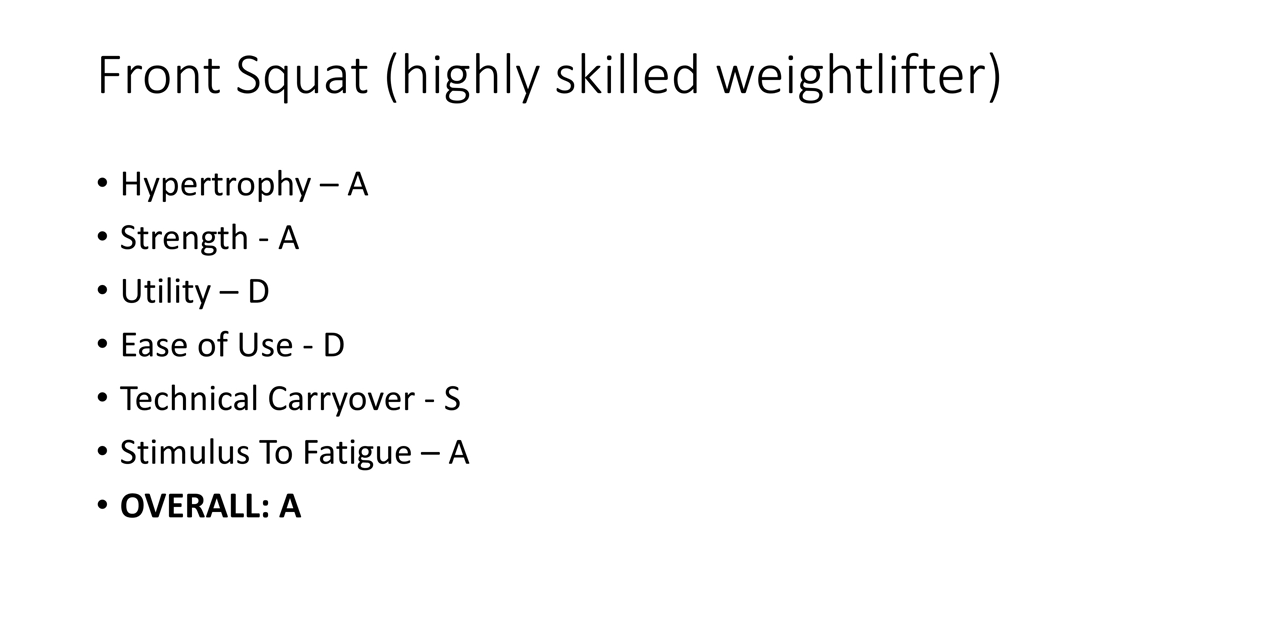 Front Squat (highly skilled weightlifter)
• Hypertrophy – A
• Strength - A
• Utility – D
• Ease of Use - D
• Technical Carryover - S
• Stimulus To Fatigue – A
• OVERALL: A